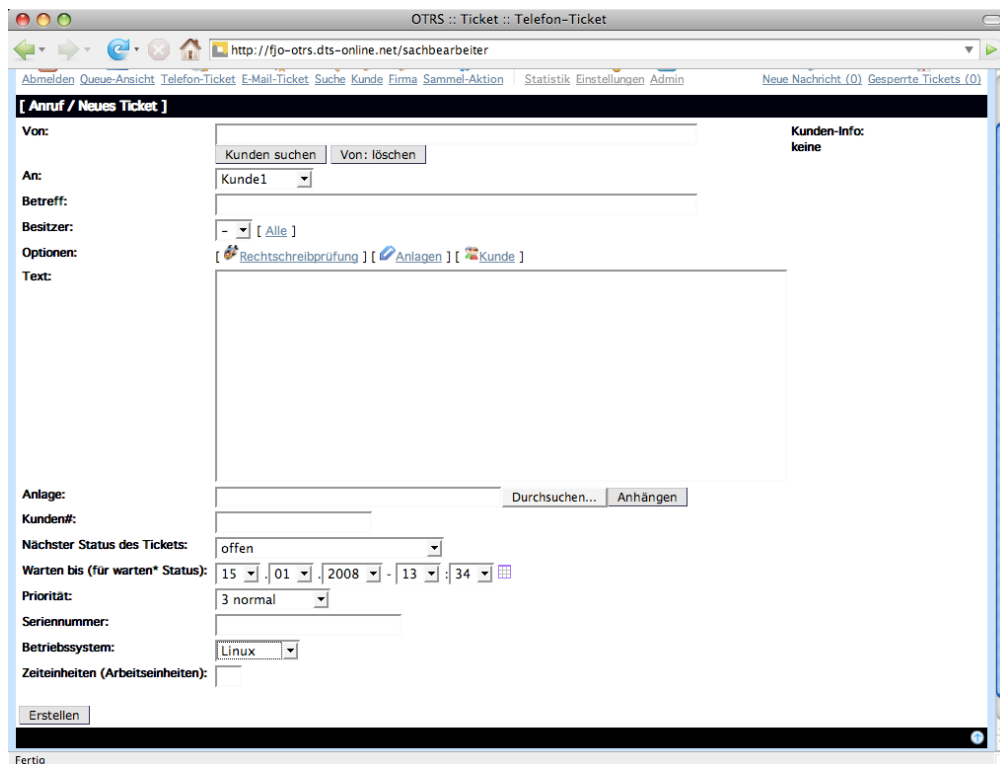 OTRS :: Ticket :: Telefon-Ticket
http://fjo-otrs.dts-online.net/sachbearbeiter
Abmelden Queue-Ansicht Telefon-Ticket E-Mail-Ticket Suche Kunde Firma Sammel-Aktion Statistik Einstellungen Admin Neue Nachricht (0) Gesperrte Tickets (0)
[ Anruf / Neues Ticket ]
Von: Kunden-Info:
keine
Kunden suchen Von: löschen
An: Kunde1
Betreff:
Besitzer: - [ Alle ]
Optionen: [ Rechtschreibprüfung ] [ Anlagen ] [ Kunde ]
Text:
Anlage: Durchsuchen... Anhängen
Kunden#:
Nächster Status des Tickets: offen
Warten bis (für warten* Status): 15 . 01 . 2008 - 13 : 34
Priorität: 3 normal
Seriennummer:
Betriebssystem: Linux
Zeiteinheiten (Arbeitseinheiten):
Erstellen
Fertig